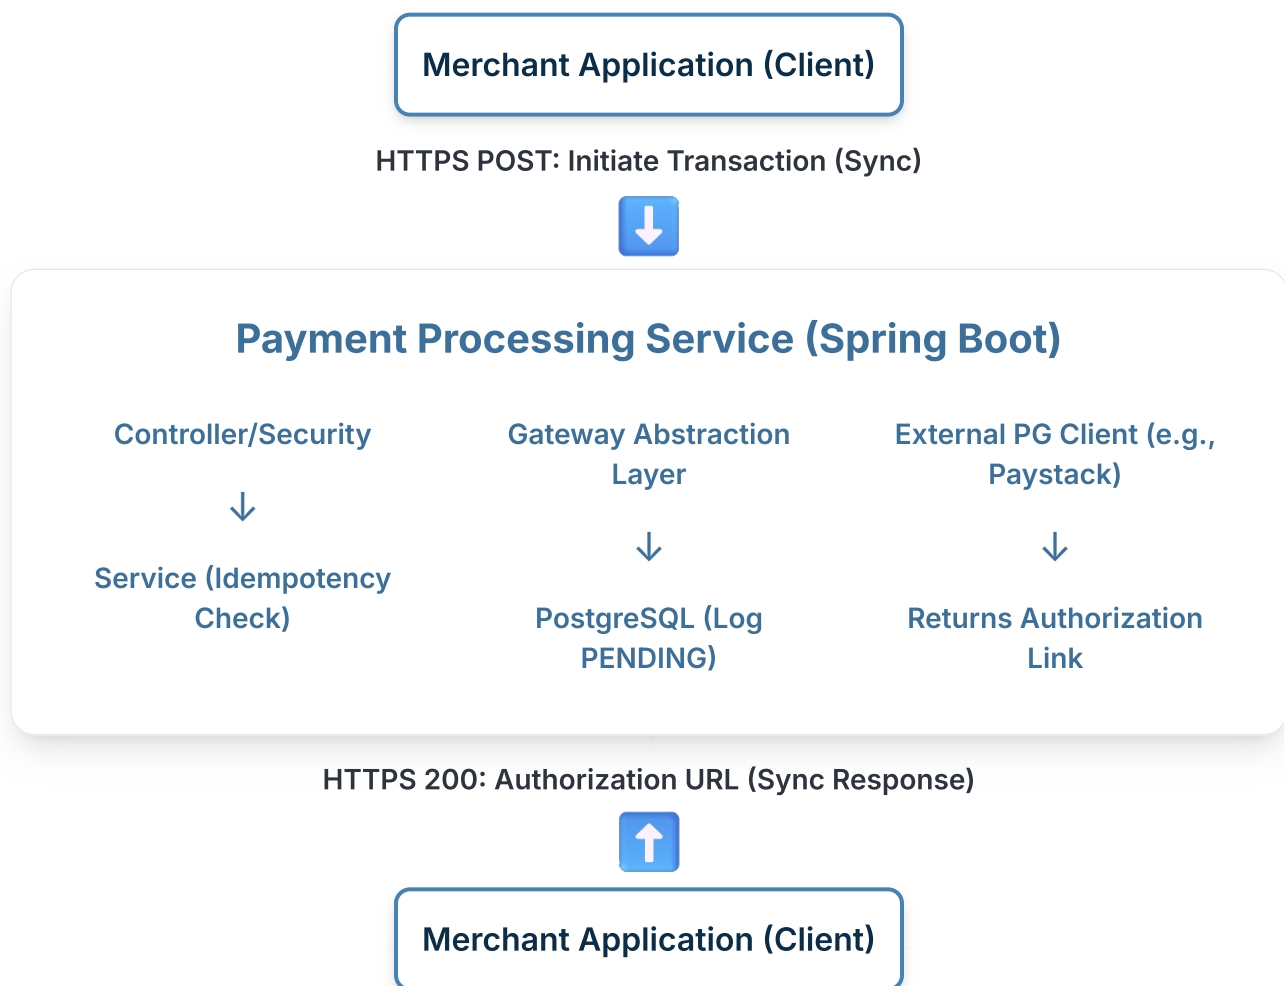 Merchant Application (Client)
HTTPS POST: Initiate Transaction (Sync)
Payment Processing Service (Spring Boot)
Controller/Security
Service (Idempotency
Check)
Gateway Abstraction
Layer
PostgreSQL (Log
PENDING)
External PG Client (e.g.,
Paystack)
Returns Authorization
Link
HTTPS 200: Authorization URL (Sync Response)
Merchant Application (Client)